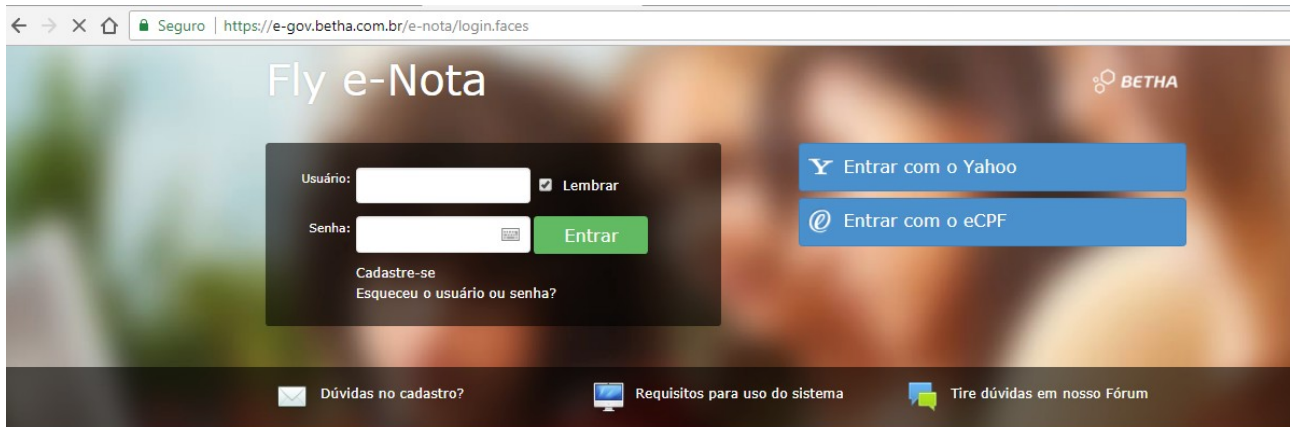 Seguro | https://e-gov.betha.com.br/e-nota/login.faces
Fly e-Nota
BETHA
Usuário:
Lembrar
Senha:
Entrar
Cadastre-se
Esqueceu o usuário ou senha?
Entrar com o Yahoo
Entrar com o eCPF
Dúvidas no cadastro?
Requisitos para uso do sistema
Tire dúvidas em nosso Fórum